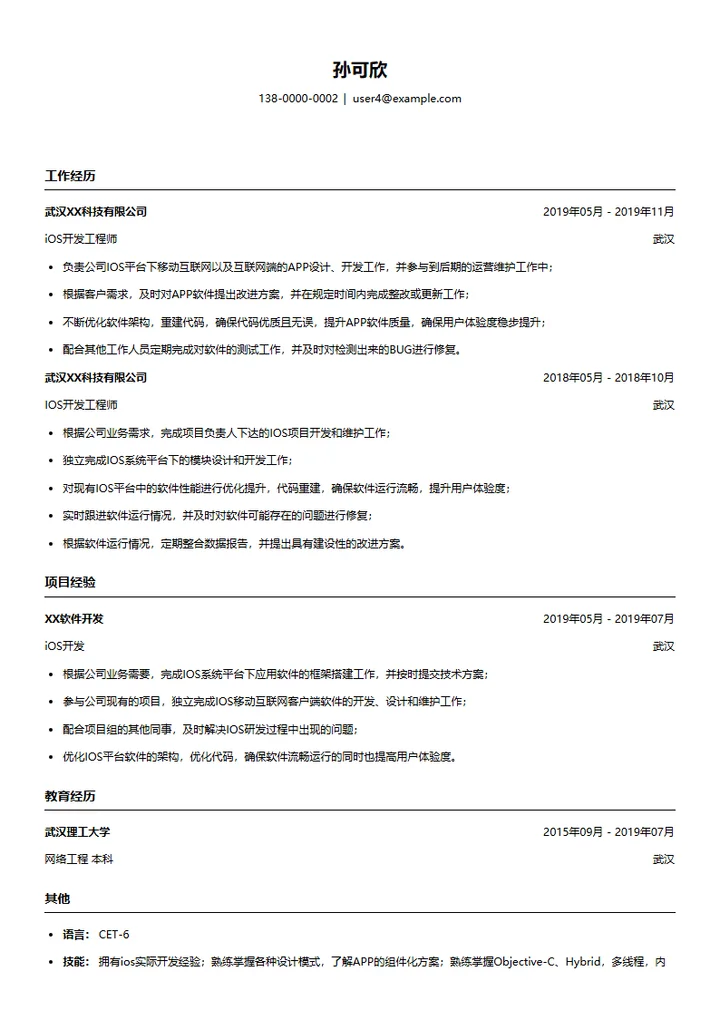 孙可欣
138-0000-0002 | user4@example.com
工作经历
武汉XX科技有限公司 2019年05月 - 2019年11月
iOS开发工程师 武汉
• 负责公司IOS平台下移动互联网以及互联网端的APP设计、开发工作，并参与到后期的运营维护工作中；
• 根据客户需求，及时对APP软件提出改进方案，并在规定时间内完成整改或更新工作；
• 不断优化软件架构，重建代码，确保代码优质且无误，提升APP软件质量，确保用户体验度稳步提升；
• 配合其他工作人员定期完成对软件的测试工作，并及时对检测出来的BUG进行修复。
武汉XX科技有限公司 2018年05月 - 2018年10月
IOS开发工程师 武汉
• 根据公司业务需求，完成项目负责人下达的IOS项目开发和维护工作；
• 独立完成IOS系统平台下的模块设计和开发工作；
• 对现有IOS平台中的软件性能进行优化提升，代码重建，确保软件运行流畅，提升用户体验度；
• 实时跟进软件运行情况，并及时对软件可能存在的问题进行修复；
• 根据软件运行情况，定期整合数据报告，并提出具有建设性的改进方案。
项目经验
XX软件开发 2019年05月 - 2019年07月
iOS开发 武汉
• 根据公司业务需要，完成IOS系统平台下应用软件的框架搭建工作，并按时提交技术方案；
• 参与公司现有的项目，独立完成IOS移动互联网客户端软件的开发、设计和维护工作；
• 配合项目组的其他同事，及时解决IOS研发过程中出现的问题；
• 优化IOS平台软件的架构，优化代码，确保软件流畅运行的同时也提高用户体验度。
教育经历
武汉理工大学 2015年09月 - 2019年07月
网络工程 本科 武汉
其他
• 语言： CET-6
• 技能： 拥有ios实际开发经验；熟练掌握各种设计模式，了解APP的组件化方案；熟练掌握Objective-C、Hybrid，多线程，内